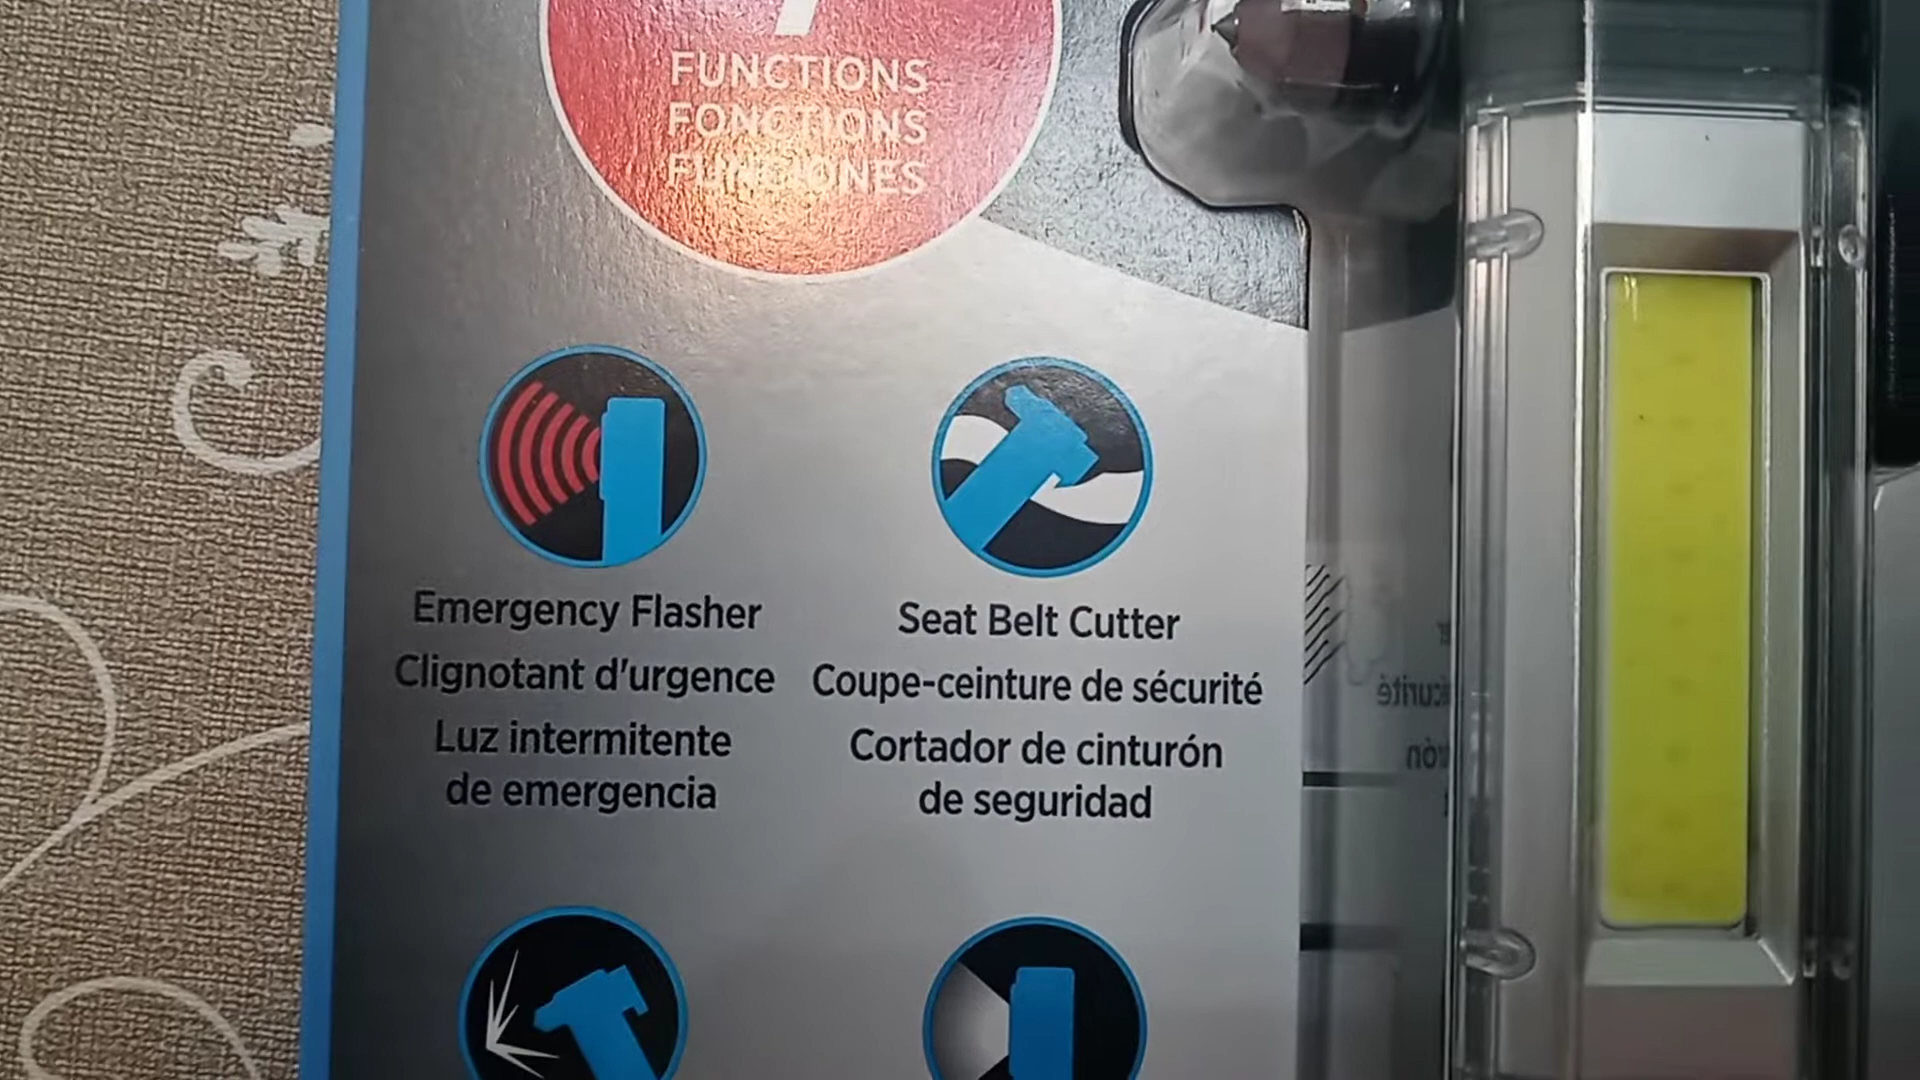 FUNCTIONS
FONCTIONS
FUNCIONES
Emergency Flasher
Clignotant d'urgence
Luz intermitente
de emergencia
Seat Belt Cutter
Coupe-ceinture de sécurité
Cortador de cinturón
de seguridad